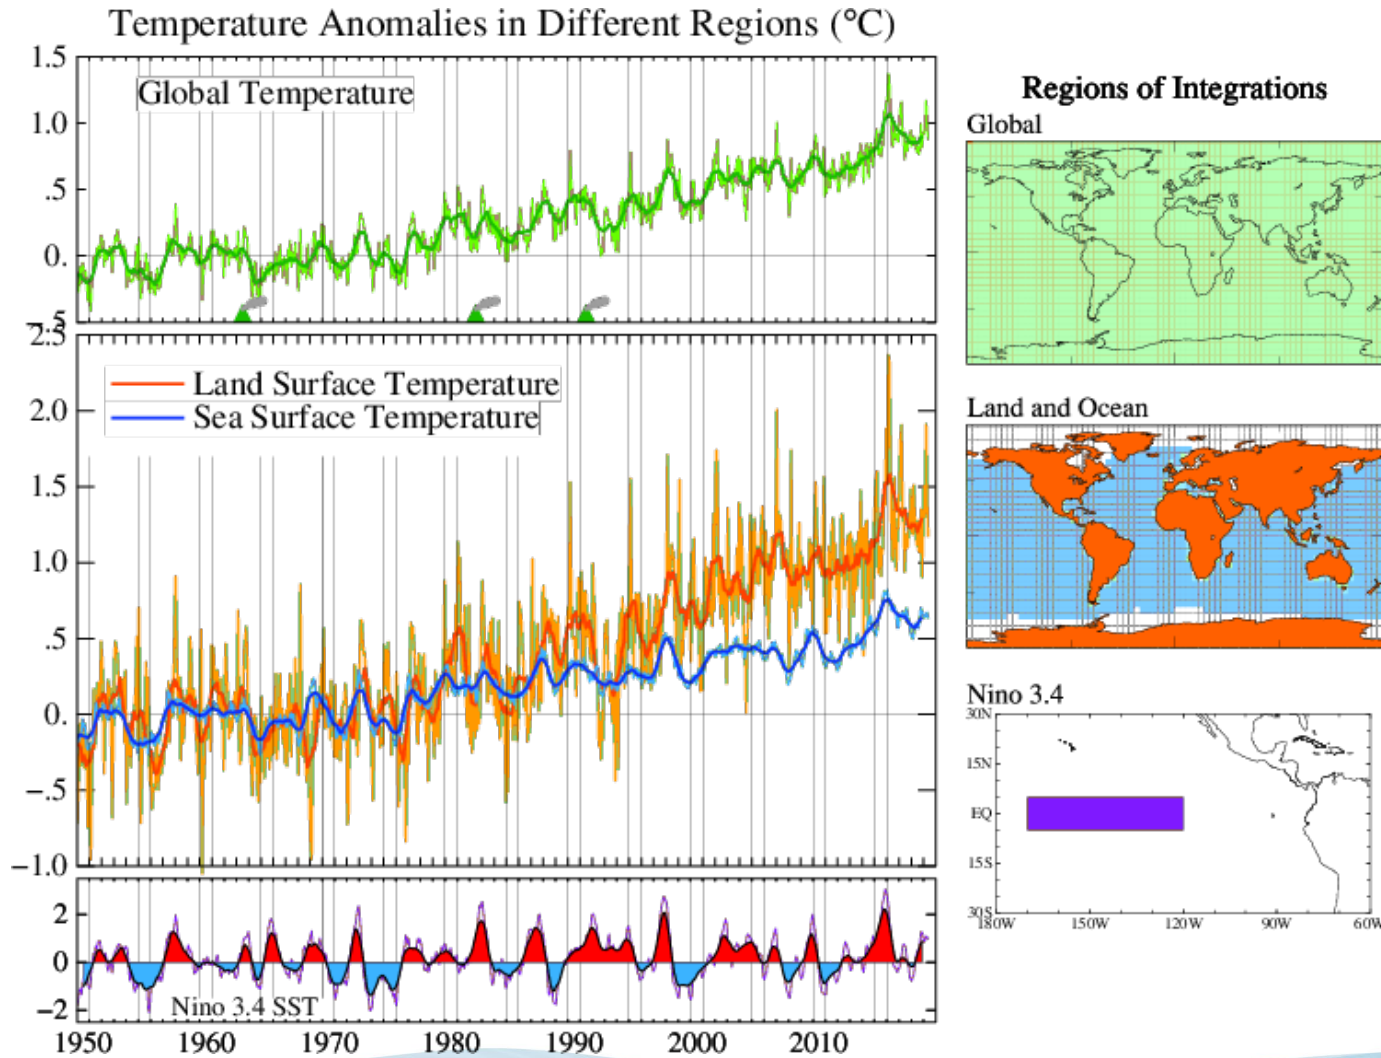 Temperature Anomalies in Different Regions (°C)
1.5
1.0
.5
0.
-.5
Global Temperature
2.5
2.0
1.5
1.0
.5
0.
-.5
-1.0
Land Surface Temperature
Sea Surface Temperature
2
0
-2
Nino 3.4 SST
1950 1960 1970 1980 1990 2000 2010
Regions of Integrations
Global
Land and Ocean
Nino 3.4
30N
15N
EQ
15S
30S
180W 150W 120W 90W 60W